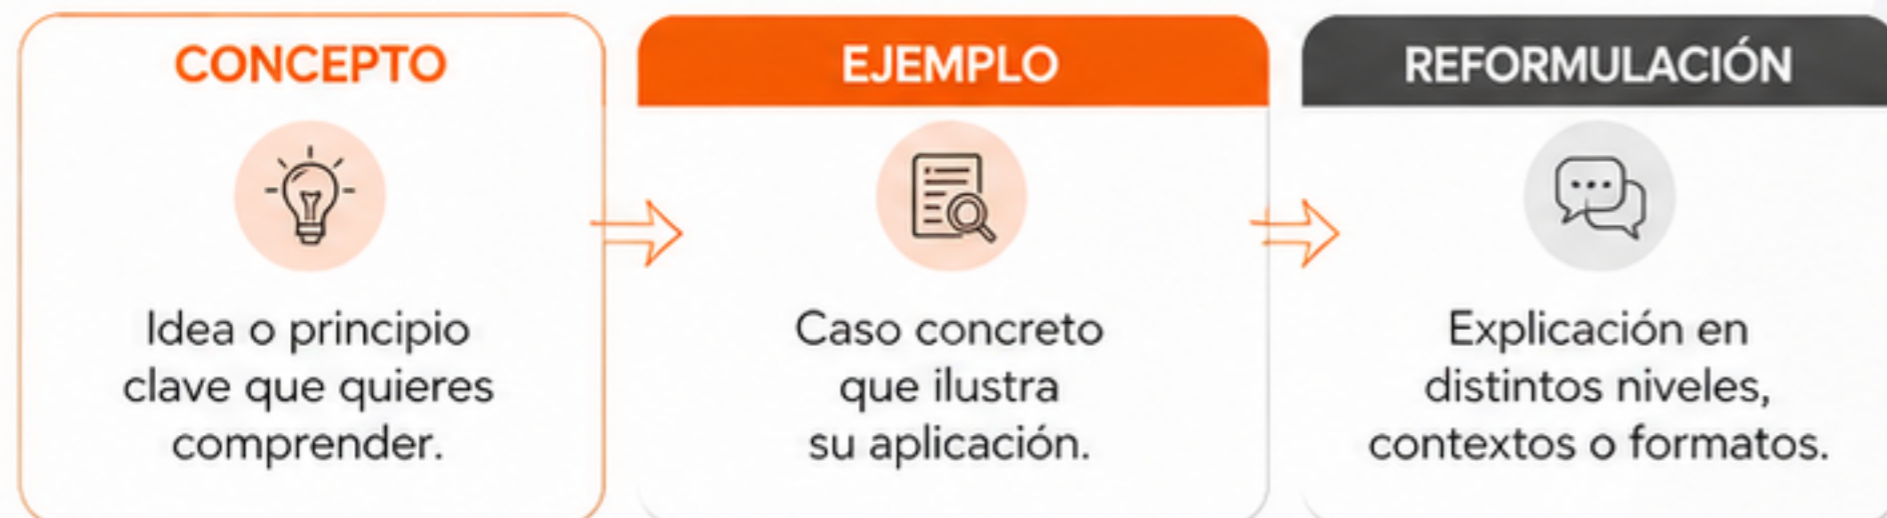 CONCEPTO
Idea o principio
clave que quieres
comprender.
EJEMPLO
Caso concreto
que ilustra
su aplicación.
REFORMULACIÓN
Explicación en
distintos niveles,
contextos o formatos.